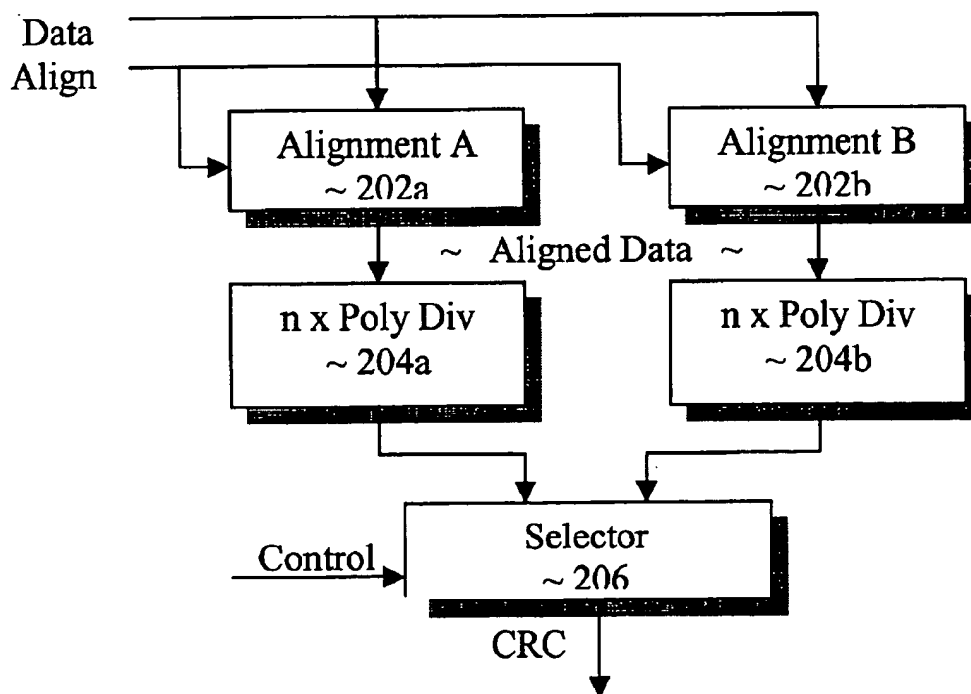 Data
Align
Alignment A
~ 202a
Alignment B
~ 202b
~ Aligned Data ~
n x Poly Div
~ 204a
n x Poly Div
~ 204b
Selector
~ 206
Control
CRC